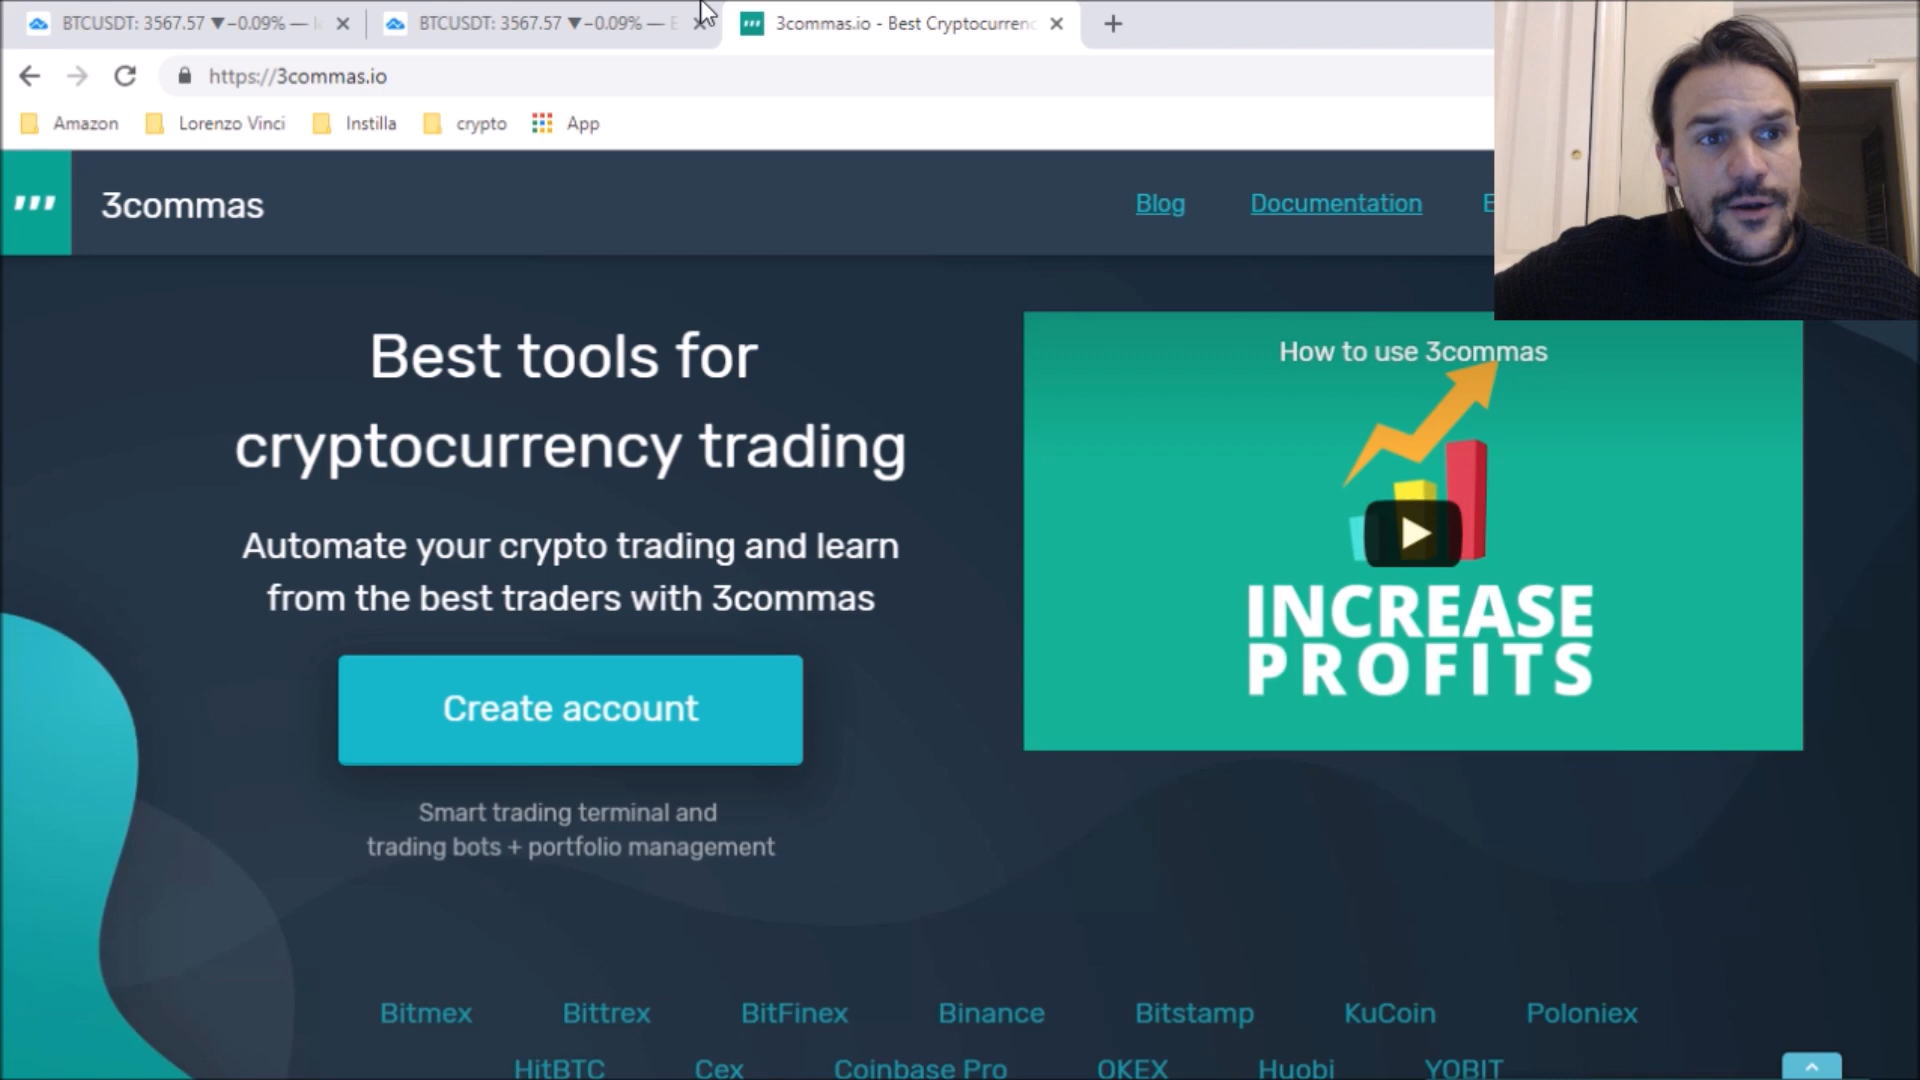 BTCUSDT: 3567.57 ▼−0.09% —
BTCUSDT: 3567.57 ▼−0.09% —
3commas.io - Best Cryptocurrenc
https://3commas.io
Amazon
Lorenzo Vinci
Instilla
crypto
App
3commas
Blog
Documentation
Best tools for
cryptocurrency trading
Automate your crypto trading and learn
from the best traders with 3commas
Create account
Smart trading terminal and
trading bots + portfolio management
How to use 3commas
INCREASE
PROFITS
Bitmex
Bittrex
BitFinex
Binance
Bitstamp
KuCoin
Poloniex
HitBTC
Cex
Coinbase Pro
OKEX
Huobi
YOBIT